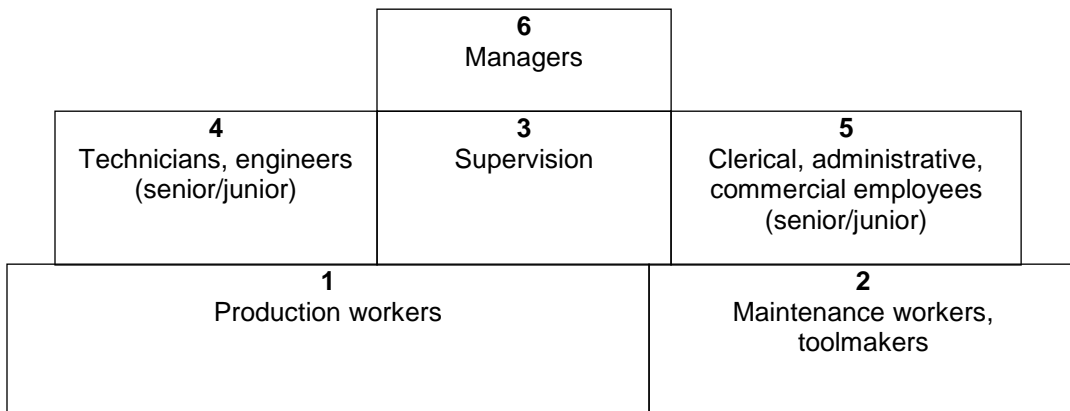 6
Managers
4
Technicians, engineers
(senior/junior)
3
Supervision
5
Clerical, administrative,
commercial employees
(senior/junior)
1
Production workers
2
Maintenance workers,
toolmakers